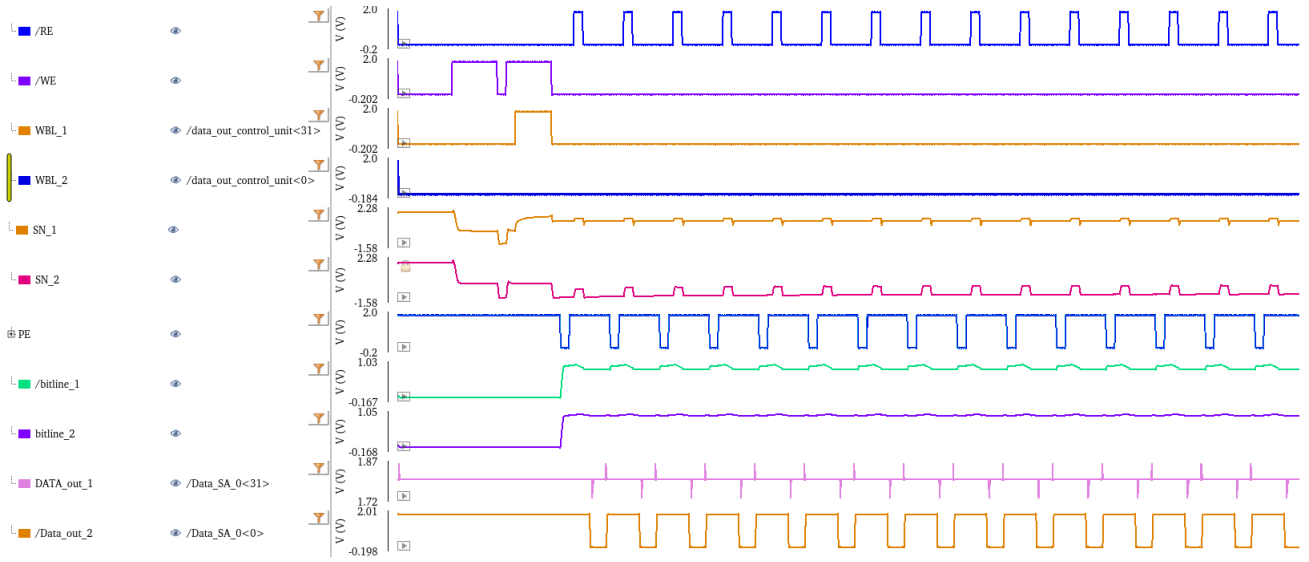 /RE V (V) 2.0 -0.2
/WE V (V) 2.0 -0.202
WBL_1 /data_out_control_unit<31> V (V) 2.0 -0.202
WBL_2 /data_out_control_unit<0> V (V) 2.0 -0.184
SN_1 V (V) 2.28 -1.58
SN_2 V (V) 2.28 -1.58
PE V (V) 2.0 -0.2
/bitline_1 V (V) 1.03 -0.167
bitline_2 V (V) 1.05 -0.168
DATA_out_1 /Data_SA_0<31> V (V) 1.87 1.72
/Data_out_2 /Data_SA_0<0> V (V) 2.01 -0.198